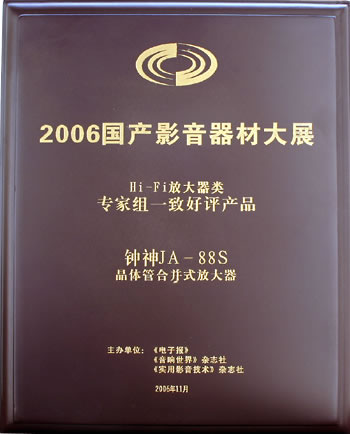 2006国产影音器材大展
Hi-Fi放大器类
专家组一致好评产品
钟神JA-88S
晶体管合并式放大器
主办单位:《电子报》
《音响世界》杂志社
《实用影音技术》杂志社
2006年11月